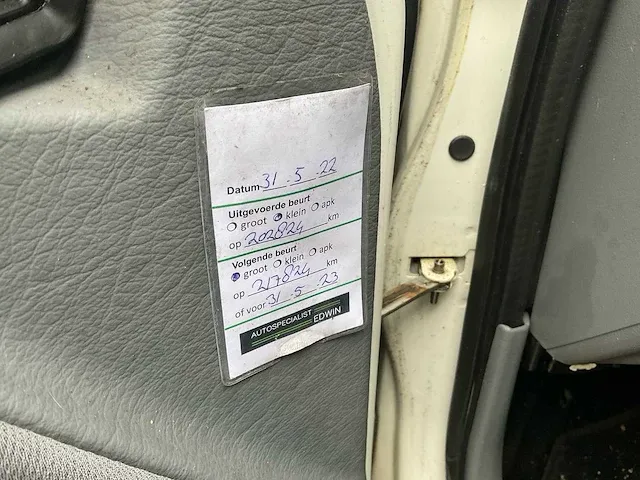 Datum 31-5-22
Uitgevoerde beurt
groot klein apk
op 202824 km
Volgende beurt
groot klein apk
op 217824 km
of voor 31-5-23
AUTOSPECIALIST
EDWIN